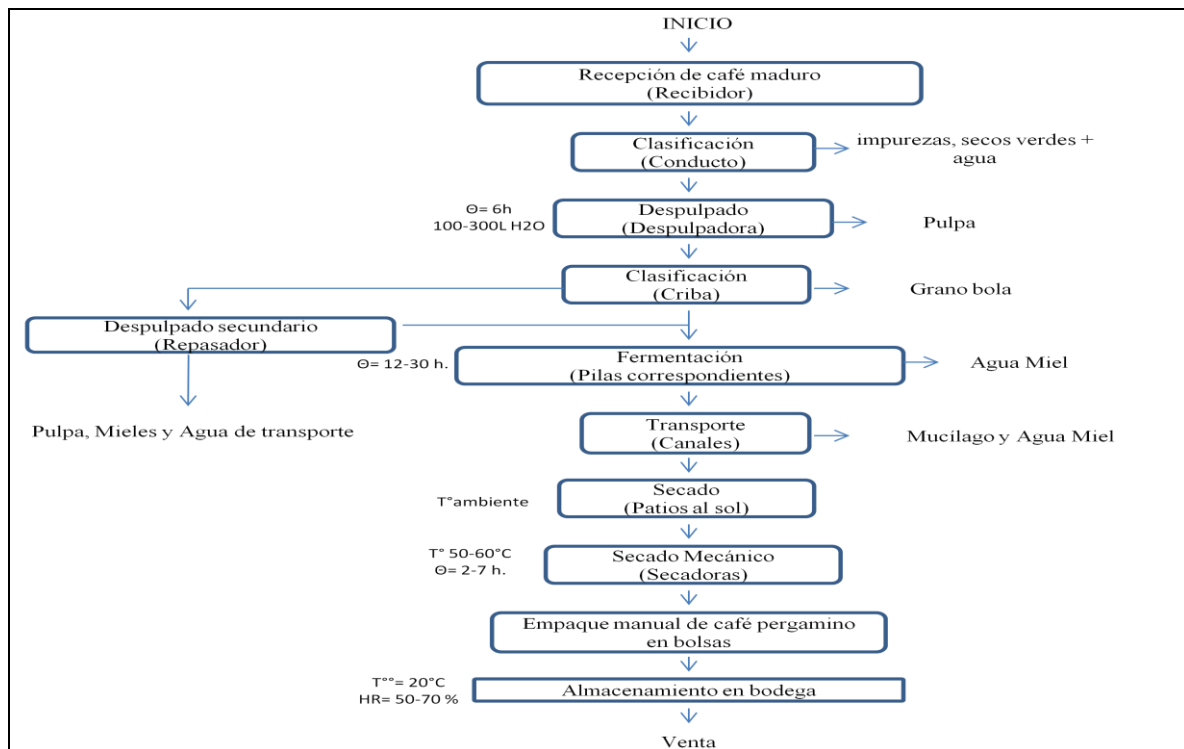 INICIO
Recepción de café maduro
(Recibidor)
Clasificación
(Conducto)
impurezas, secos verdes +
agua
Θ= 6h
100-300L H2O
Despulpado
(Despulpadora)
Pulpa
Clasificación
(Criba)
Grano bola
Despulpado secundario
(Repasador)
Θ= 12-30 h.
Fermentación
(Pilas correspondientes)
Agua Miel
Pulpa, Mieles y Agua de transporte
Transporte
(Canales)
Mucílago y Agua Miel
T°ambiente
Secado
(Patios al sol)
T° 50-60°C
Θ= 2-7 h.
Secado Mecánico
(Secadoras)
Empaque manual de café pergamino
en bolsas
T°°= 20°C
HR= 50-70 %
Almacenamiento en bodega
Venta